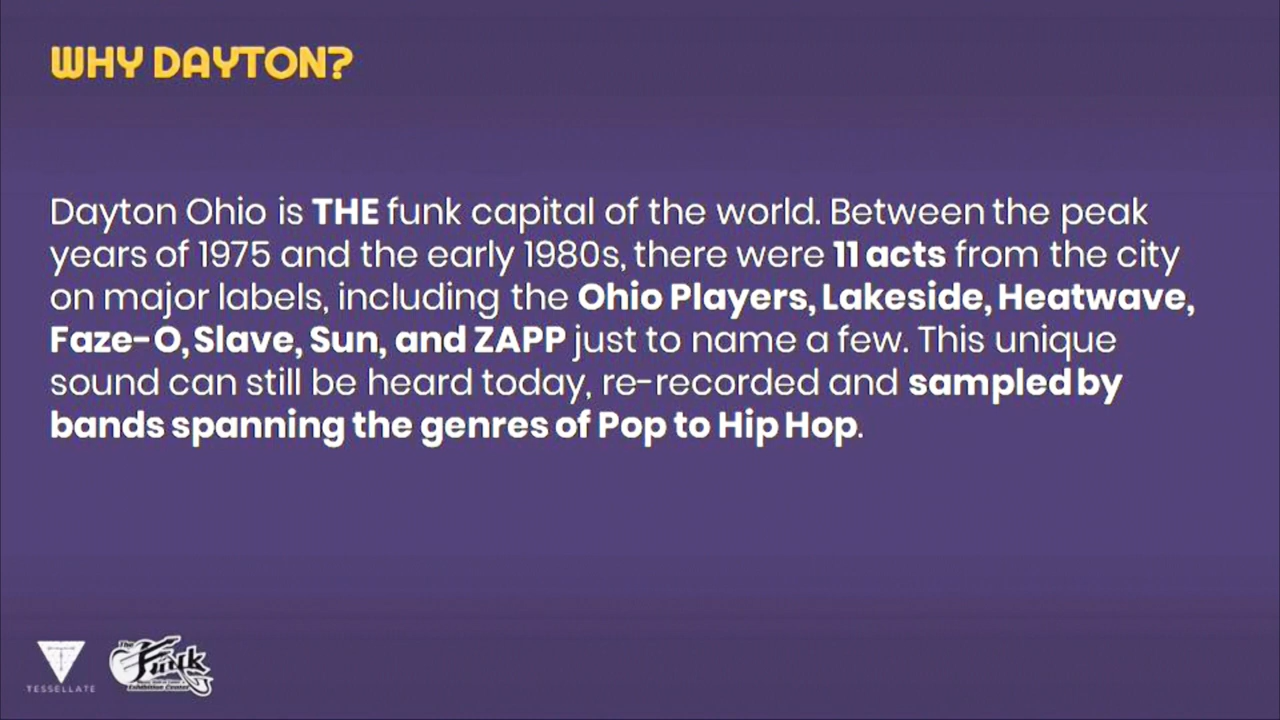 WHY DAYTON?
Dayton Ohio is THE funk capital of the world. Between the peak
years of 1975 and the early 1980s, there were 11 acts from the city
on major labels, including the Ohio Players, Lakeside, Heatwave,
Faze-O, Slave, Sun, and ZAPP just to name a few. This unique
sound can still be heard today, re-recorded and sampled by
bands spanning the genres of Pop to Hip Hop.
TESSELLATE
The
Funk
Exhibition Center